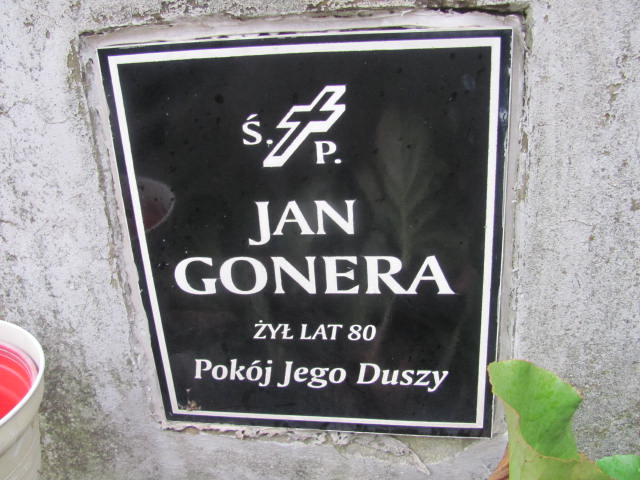 Ś. P.
JAN
GONERA
ŻYŁ LAT 80
Pokój Jego Duszy